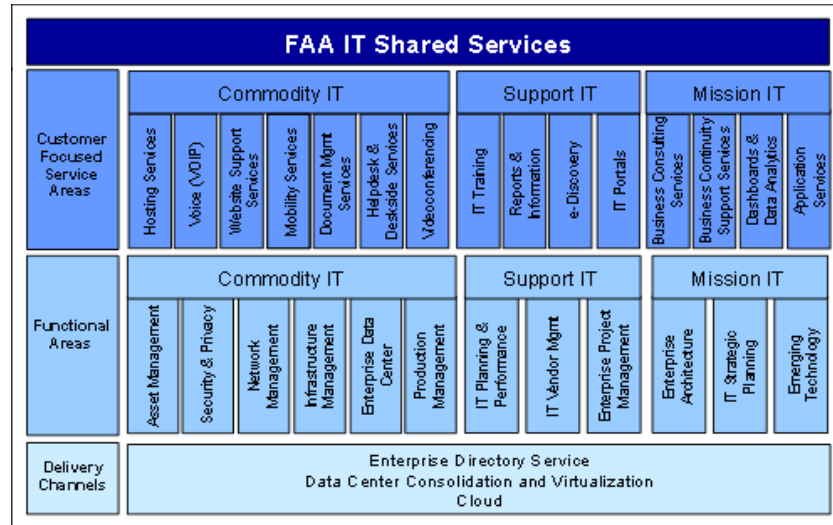 FAA IT Shared Services
Customer
Focused
Service
Areas
Commodity IT
Hosting Services
Voice (VOIP)
Website Support
Services
Mobility Services
Document Mgmt
Services
Helpdesk &
Deskside Services
Videoconferencing
Support IT
IT Training
Reports &
Information
e-Discovery
IT Portals
Mission IT
Business Consulting
Services
Business Continuity
Support Services
Dashboards &
Data Analytics
Application
Services
Functional
Areas
Commodity IT
Asset Management
Security & Privacy
Network
Management
Infrastructure
Management
Enterprise Data
Center
Production
Management
Support IT
IT Planning &
Performance
IT Vendor Mgmt
Enterprise Project
Management
Mission IT
Enterprise
Architecture
IT Strategic
Planning
Emerging
Technology
Delivery
Channels
Enterprise Directory Service
Data Center Consolidation and Virtualization
Cloud